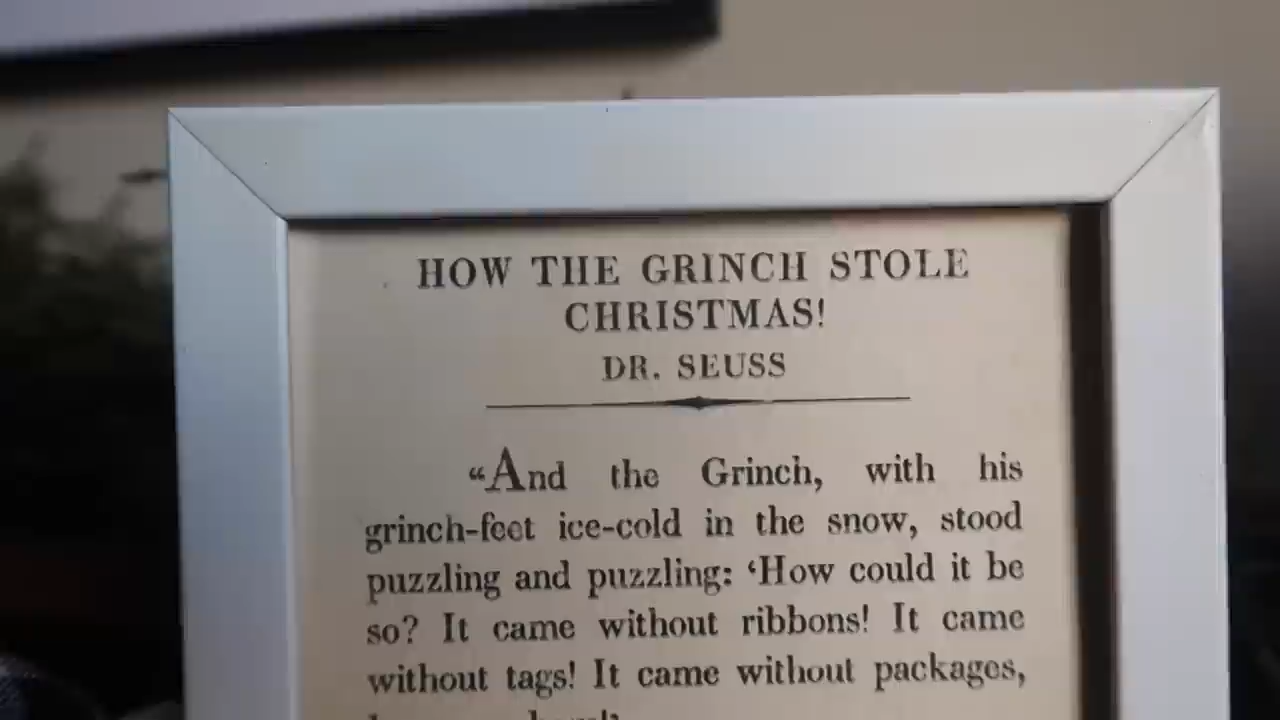 HOW THE GRINCH STOLE
CHRISTMAS!
DR. SEUSS
“And the Grinch, with his
grinch-feet ice-cold in the snow, stood
puzzling and puzzling: ‘How could it be
so? It came without ribbons! It came
without tags! It came without packages,